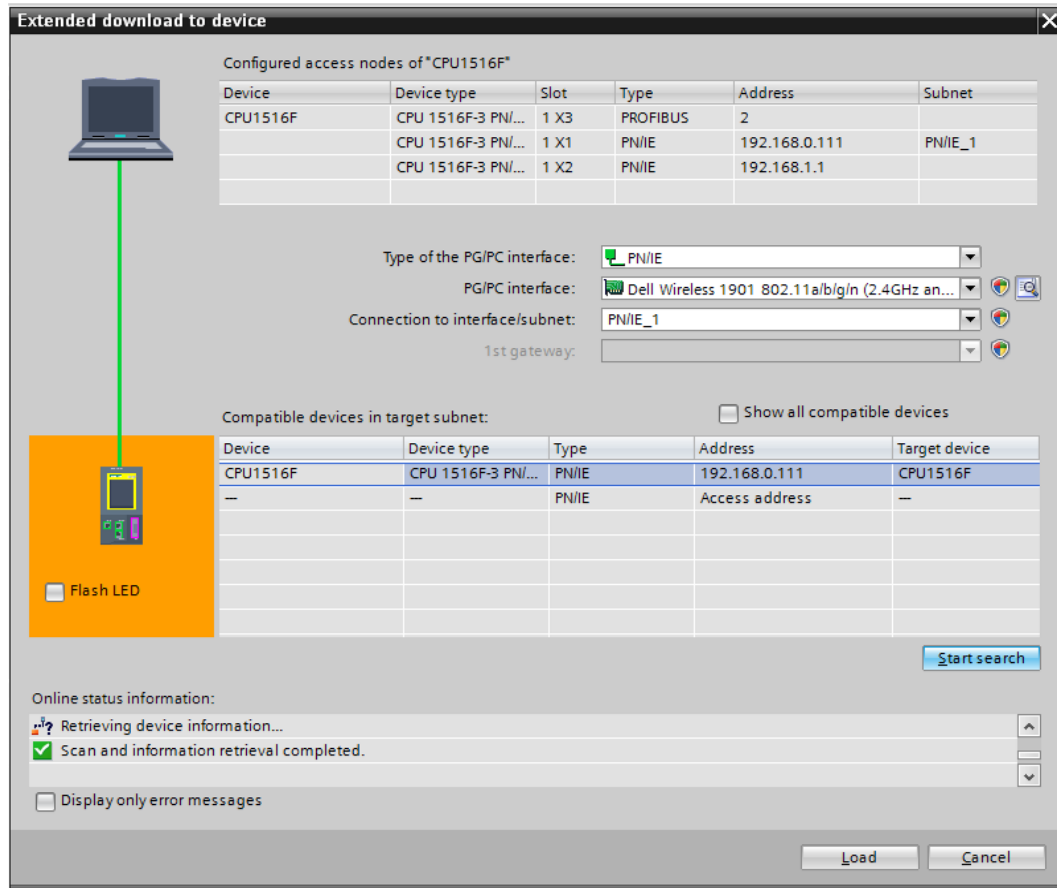 Extended download to device
Configured access nodes of "CPU1516F"
Device Device type Slot Type Address Subnet
CPU1516F CPU 1516F-3 PN/... 1 X3 PROFIBUS 2
CPU 1516F-3 PN/... 1 X1 PN/IE 192.168.0.111 PN/IE_1
CPU 1516F-3 PN/... 1 X2 PN/IE 192.168.1.1
Type of the PG/PC interface: PN/IE
PG/PC interface: Dell Wireless 1901 802.11a/b/g/n (2.4GHz an...
Connection to interface/subnet: PN/IE_1
1st gateway:
Compatible devices in target subnet: Show all compatible devices
Device Device type Type Address Target device
CPU1516F CPU 1516F-3 PN/... PN/IE 192.168.0.111 CPU1516F
— — PN/IE Access address —
Flash LED
Start search
Online status information:
Retrieving device information...
Scan and information retrieval completed.
Display only error messages
Load Cancel